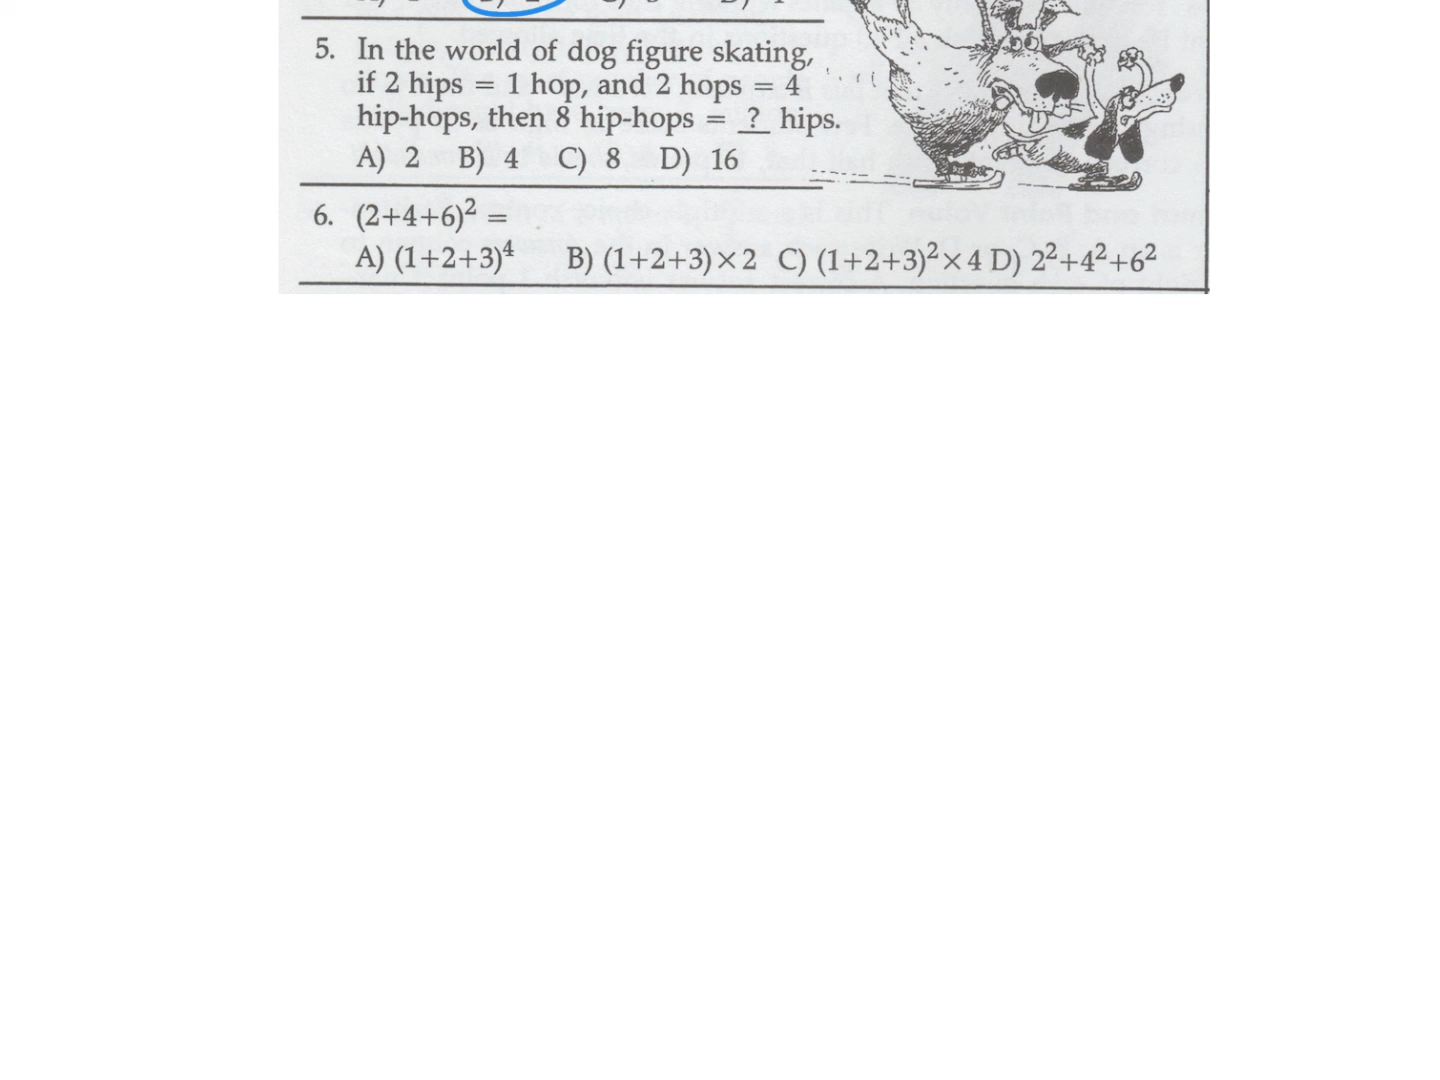 5. In the world of dog figure skating,
if 2 hips = 1 hop, and 2 hops = 4
hip-hops, then 8 hip-hops = ? hips.
A) 2 B) 4 C) 8 D) 16
6. (2+4+6)² =
A) (1+2+3)⁴ B) (1+2+3)×2 C) (1+2+3)²×4 D) 2²+4²+6²